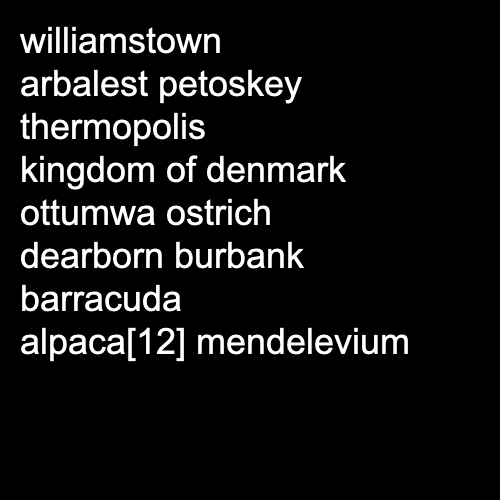 williamstown
arbalest petoskey
thermopolis
kingdom of denmark
ottumwa ostrich
dearborn burbank
barracuda
alpaca[12] mendelevium